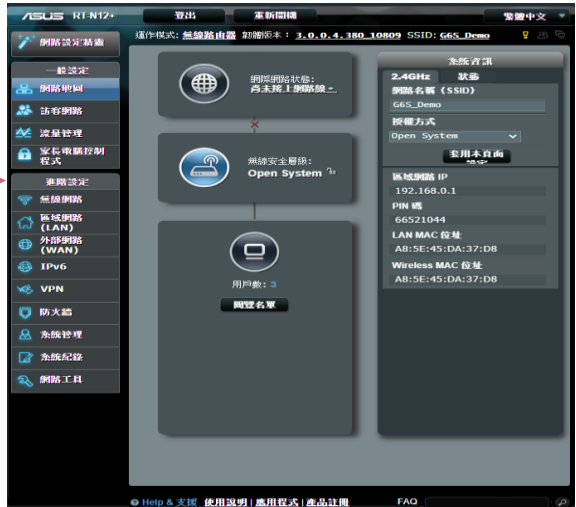 ASUS RT-N12+ 登出 重新開機 繁體中文
運作模式: 無線路由器 韌體版本: 3.0.0.4.380_10809 SSID: G65_Demo
網路設定精靈
一般設定
網路地圖
訪客網路
流量管理
家長電腦控制
程式
進階設定
無線網路
區域網路
(LAN)
外部網路
(WAN)
IPv6
VPN
防火牆
系統管理
系統紀錄
網路工具
網際網路狀態:
尚未接上網路線。
無線安全層級:
Open System
用戶數: 3
閱覽名單
系統資訊
2.4GHz 狀態
網路名稱 (SSID)
G65_Demo
授權方式
Open System
套用本頁面
設定
區域網路 IP
192.168.0.1
PIN 碼
66521044
LAN MAC 位址
A8:5E:45:DA:37:D8
Wireless MAC 位址
A8:5E:45:DA:37:D8
Help & 支援 使用說明 | 應用程式 | 產品註冊 FAQ